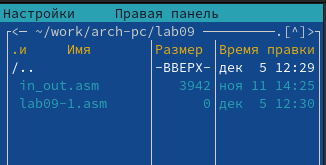 Настройки Правая панель
<─ ~/work/arch-pc/lab09 .[^]>
.и Имя Размер Время правки
/.. -ВВЕРХ- дек 5 12:29
in_out.asm 3942 ноя 11 14:25
lab09-1.asm 0 дек 5 12:30